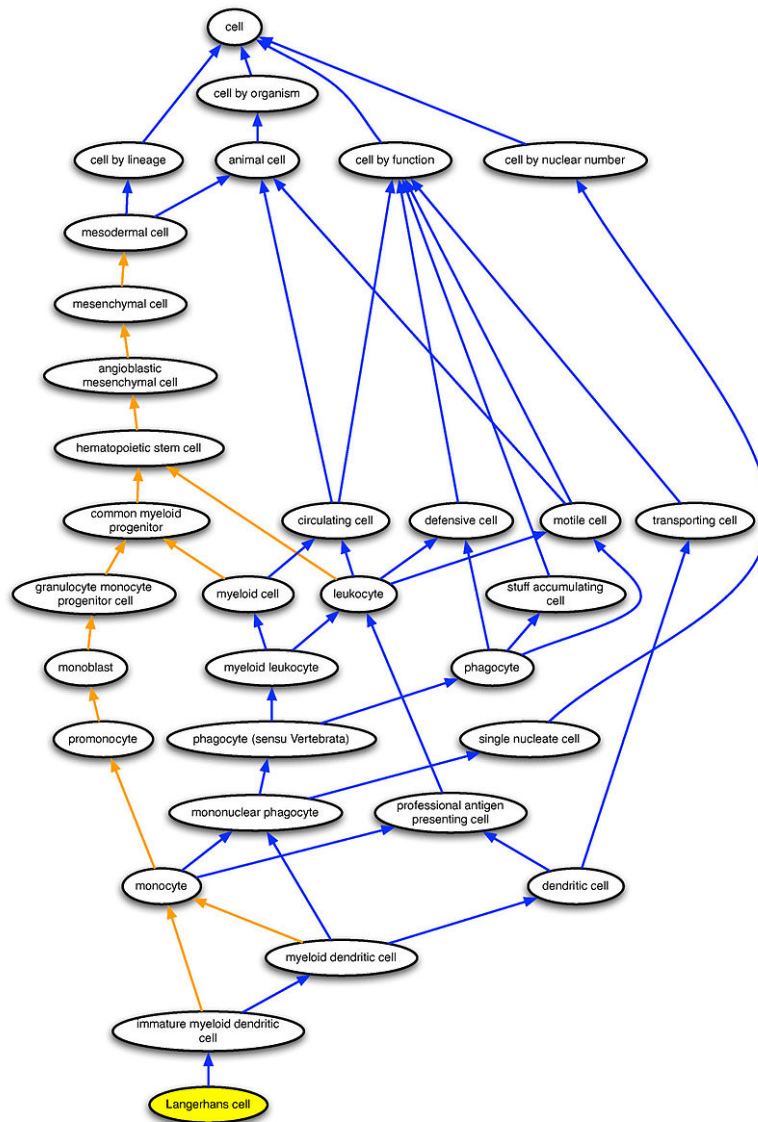 cell
cell by organism
cell by lineage
animal cell
cell by function
cell by nuclear number
mesodermal cell
mesenchymal cell
angioblastic
mesenchymal cell
hematopoietic stem cell
common myeloid
progenitor
circulating cell
defensive cell
motile cell
transporting cell
granulocyte monocyte
progenitor cell
myeloid cell
leukocyte
stuff accumulating
cell
monoblast
myeloid leukocyte
phagocyte
promonocyte
phagocyte (sensu Vertebrata)
single nucleate cell
mononuclear phagocyte
professional antigen
presenting cell
monocyte
dendritic cell
myeloid dendritic cell
immature myeloid dendritic
cell
Langerhans cell